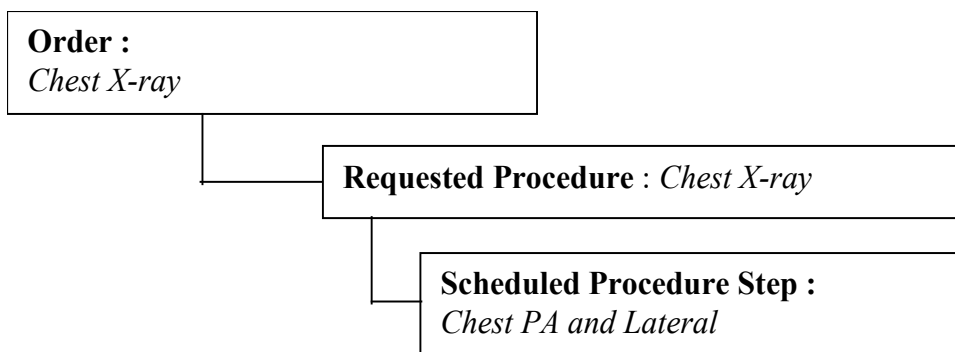 Order :
Chest X-ray
Requested Procedure : Chest X-ray
Scheduled Procedure Step :
Chest PA and Lateral